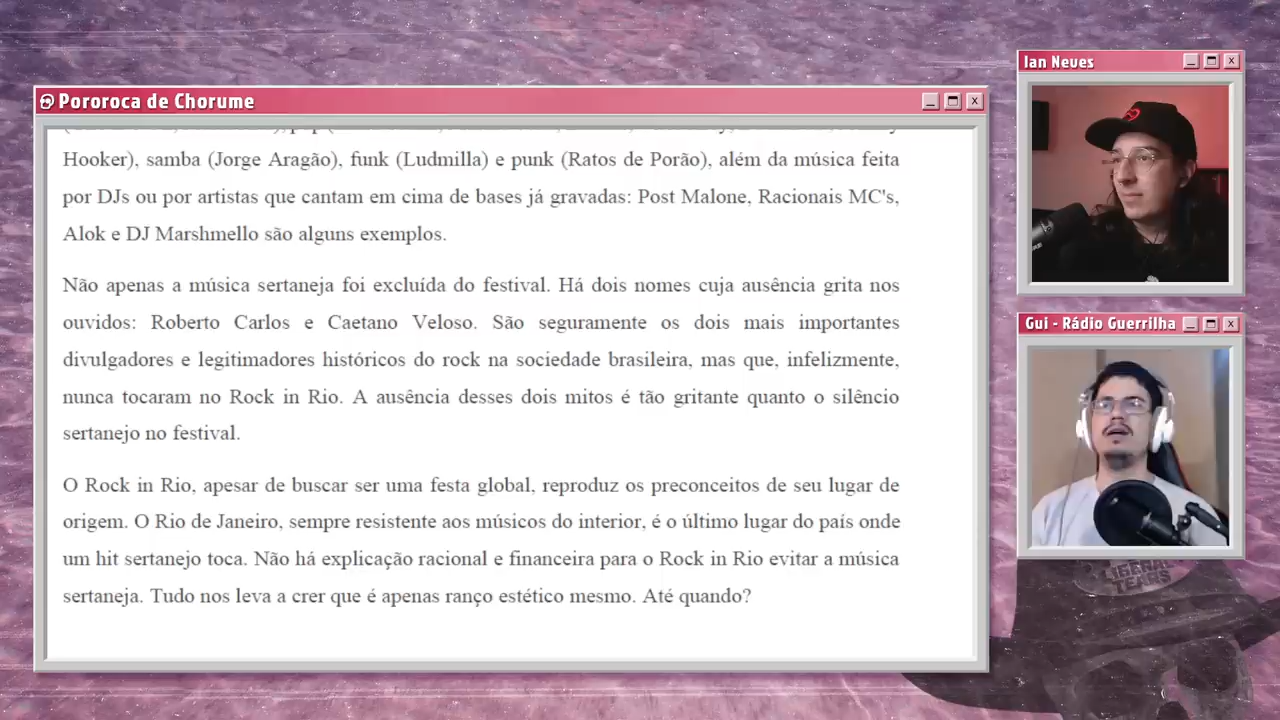 Pororoca de Chorume
Hooker), samba (Jorge Aragão), funk (Ludmilla) e punk (Ratos de Porão), além da música feita
por DJs ou por artistas que cantam em cima de bases já gravadas: Post Malone, Racionais MC's,
Alok e DJ Marshmello são alguns exemplos.
Não apenas a música sertaneja foi excluída do festival. Há dois nomes cuja ausência grita nos
ouvidos: Roberto Carlos e Caetano Veloso. São seguramente os dois mais importantes
divulgadores e legitimadores históricos do rock na sociedade brasileira, mas que, infelizmente,
nunca tocaram no Rock in Rio. A ausência desses dois mitos é tão gritante quanto o silêncio
sertanejo no festival.
O Rock in Rio, apesar de buscar ser uma festa global, reproduz os preconceitos de seu lugar de
origem. O Rio de Janeiro, sempre resistente aos músicos do interior, é o último lugar do país onde
um hit sertanejo toca. Não há explicação racional e financeira para o Rock in Rio evitar a música
sertaneja. Tudo nos leva a crer que é apenas ranço estético mesmo. Até quando?
Ian Neves
Gui - Rádio Guerrilha
LIBERAL
TEARS